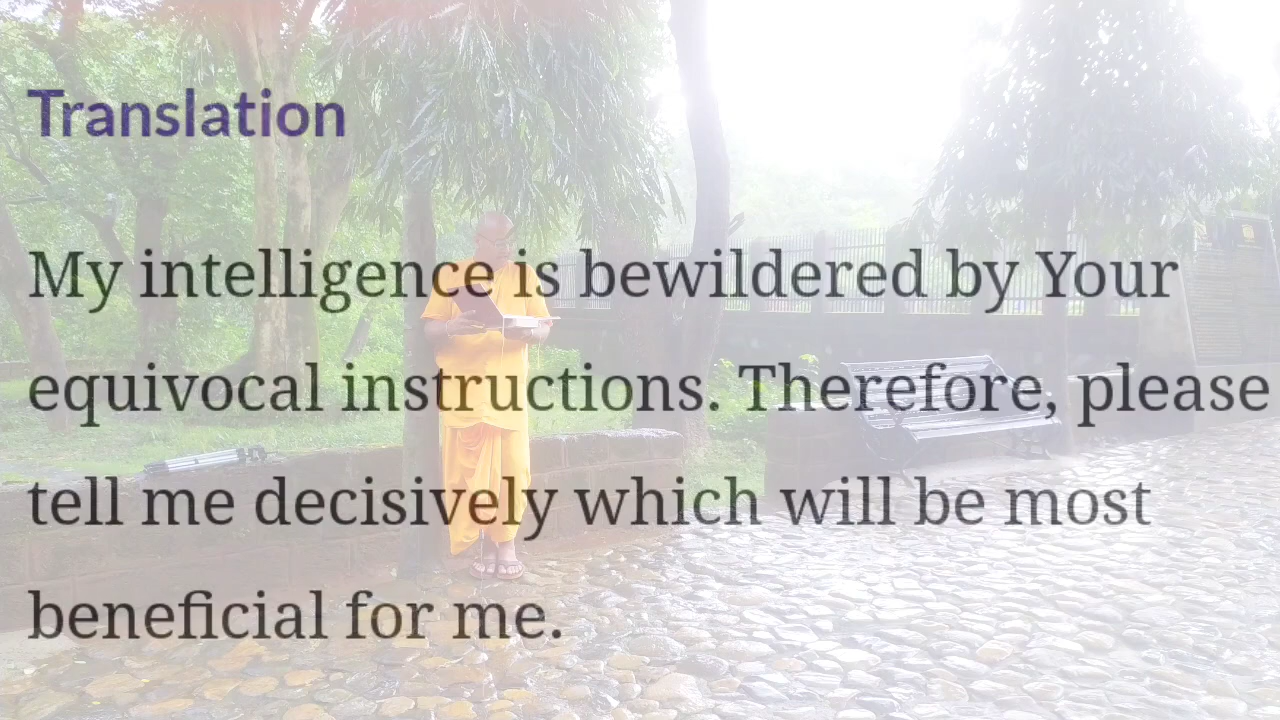 Translation
My intelligence is bewildered by Your
equivocal instructions. Therefore, please
tell me decisively which will be most
beneficial for me.